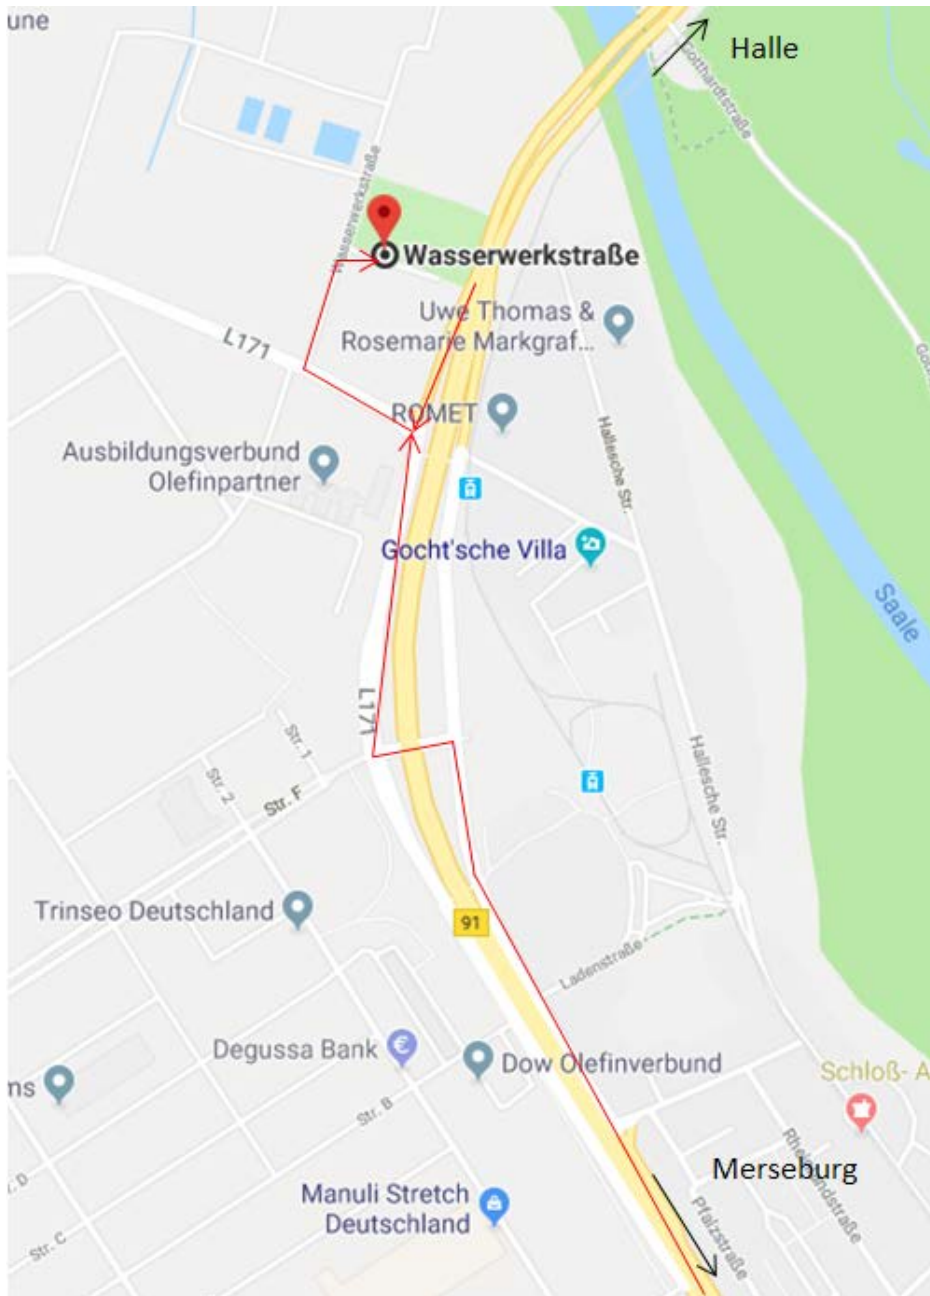 une
Halle
Gotthardtstraße
Wasserwerkstraße
Wasserwerkstraße
Uwe Thomas &
Rosemarie Markgraf...
L171
ROMET
Hallesche Str.
Ausbildungsverbund
Olefinpartner
Gocht'sche Villa
Saale
L171
Str. 1
Str. 2
Str. F
Hallesche Str.
Trinseo Deutschland
91
Ladenstraße
Degussa Bank
€
Dow Olefinverbund
Schloß- A
ms
Str. B
Merseburg
Rheinlandstraße
r. D
Manuli Stretch
Deutschland
Pfalzstraße
Str. C